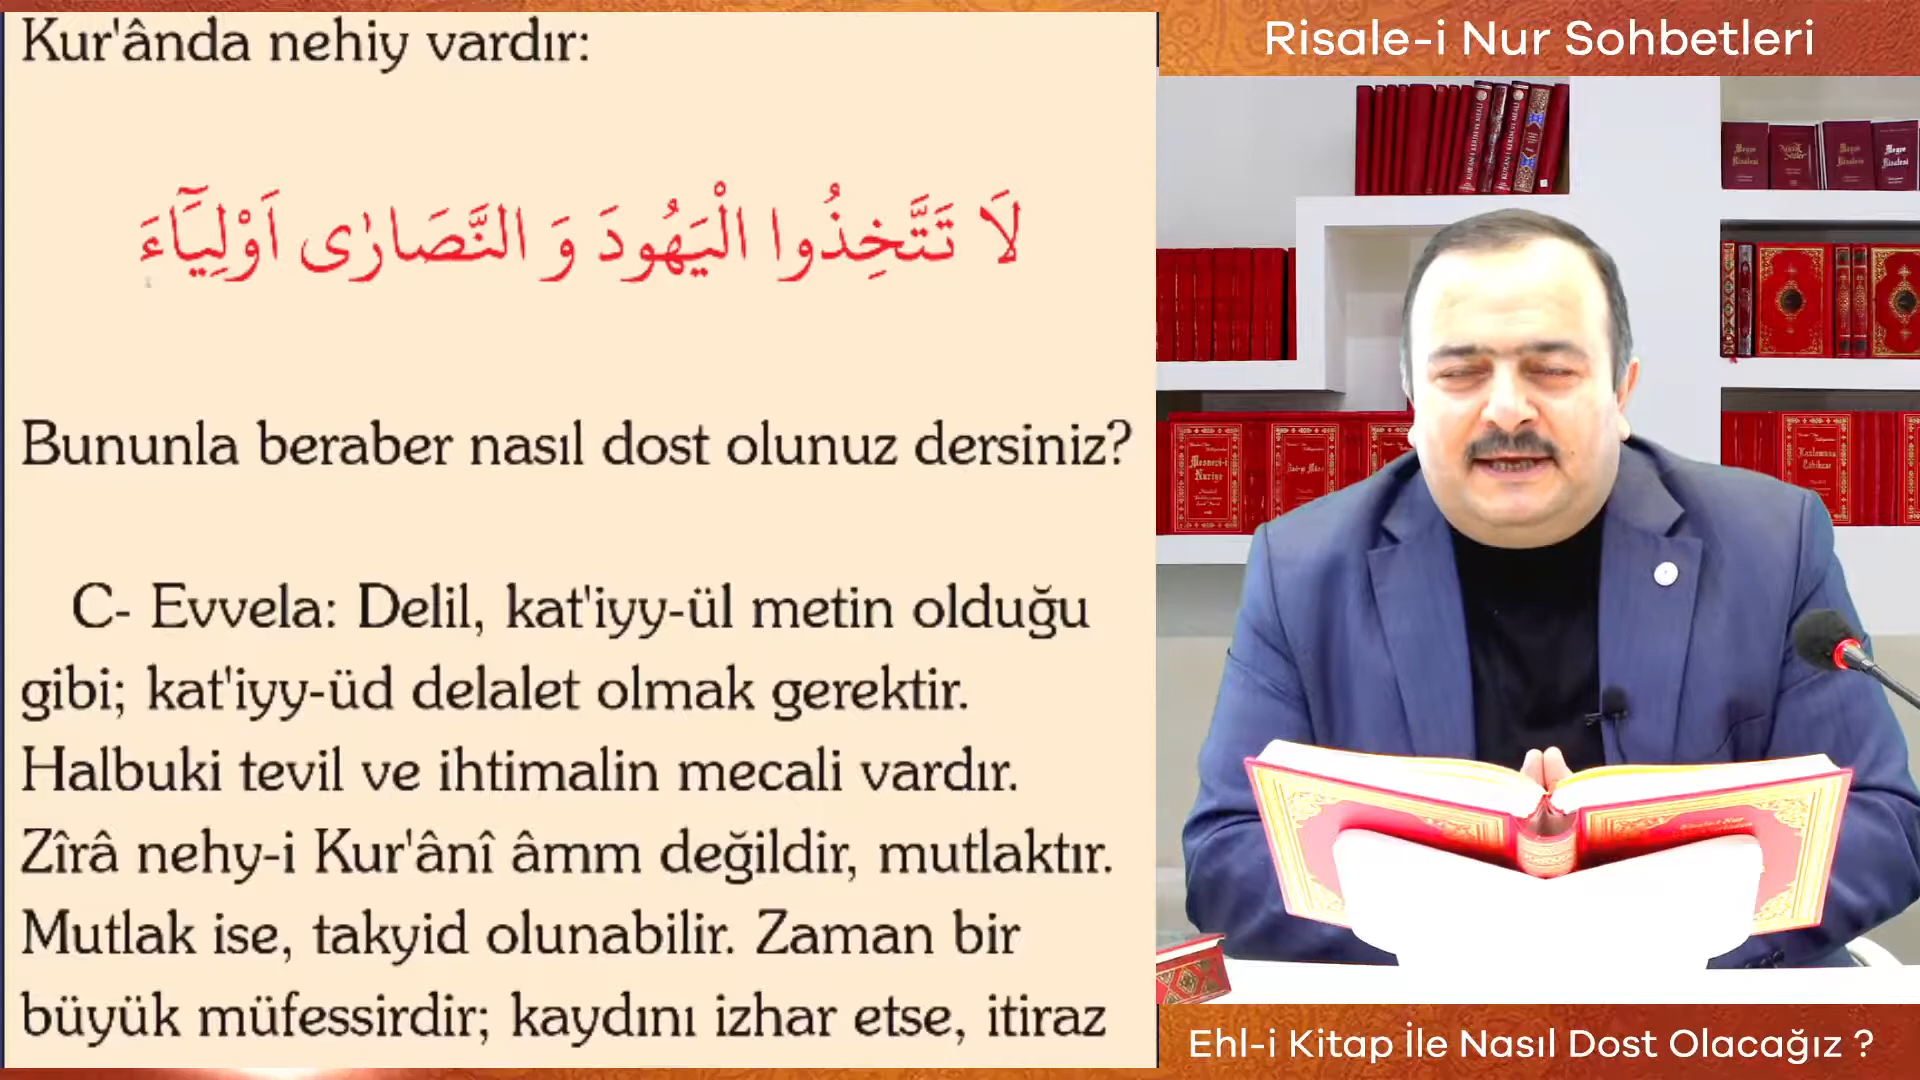 Kur'ânda nehiy vardır:
لَا تَتَّخِذُوا الْيَهُودَ وَ النَّصَارٰى اَوْلِيَٓاءَ
Bununla beraber nasıl dost olunuz dersiniz?
C- Evvela: Delil, kat'iyy-ül metin olduğu
gibi; kat'iyy-üd delalet olmak gerektir.
Halbuki tevil ve ihtimalin mecali vardır.
Zîrâ nehy-i Kur'ânî âmm değildir, mutlaktır.
Mutlak ise, takyid olunabilir. Zaman bir
büyük müfessirdir; kaydını izhar etse, itiraz
Risale-i Nur Sohbetleri
Mesnevi-i
Nuriye
Ehl-i Kitap İle Nasıl Dost Olacağız ?